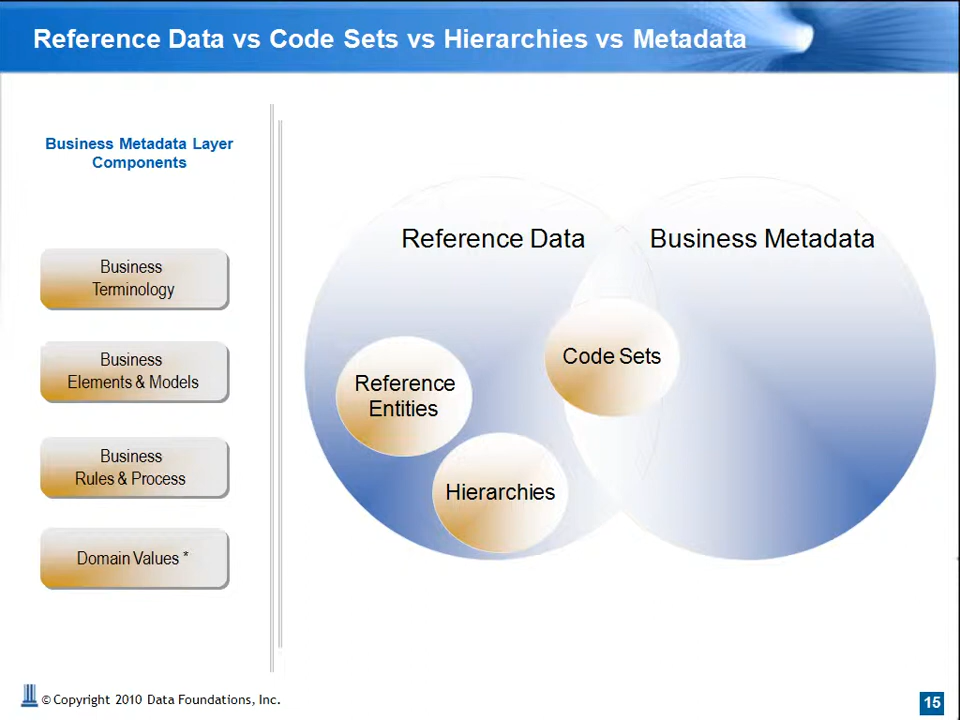 Reference Data vs Code Sets vs Hierarchies vs Metadata
Business Metadata Layer
Components
Business
Terminology
Business
Elements & Models
Business
Rules & Process
Domain Values *
Reference Data
Business Metadata
Code Sets
Reference
Entities
Hierarchies
© Copyright 2010 Data Foundations, Inc.
15